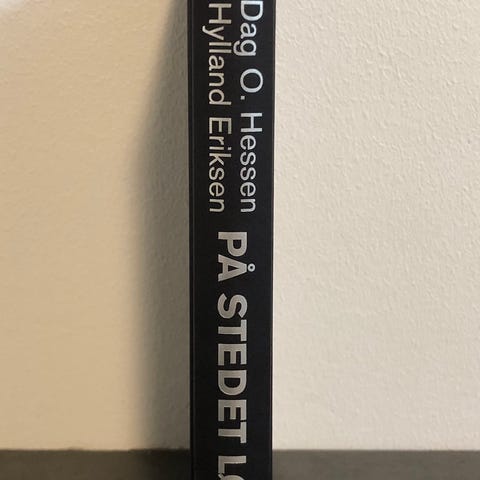 Dag O. Hessen
Hylland Eriksen
PÅ STEDET